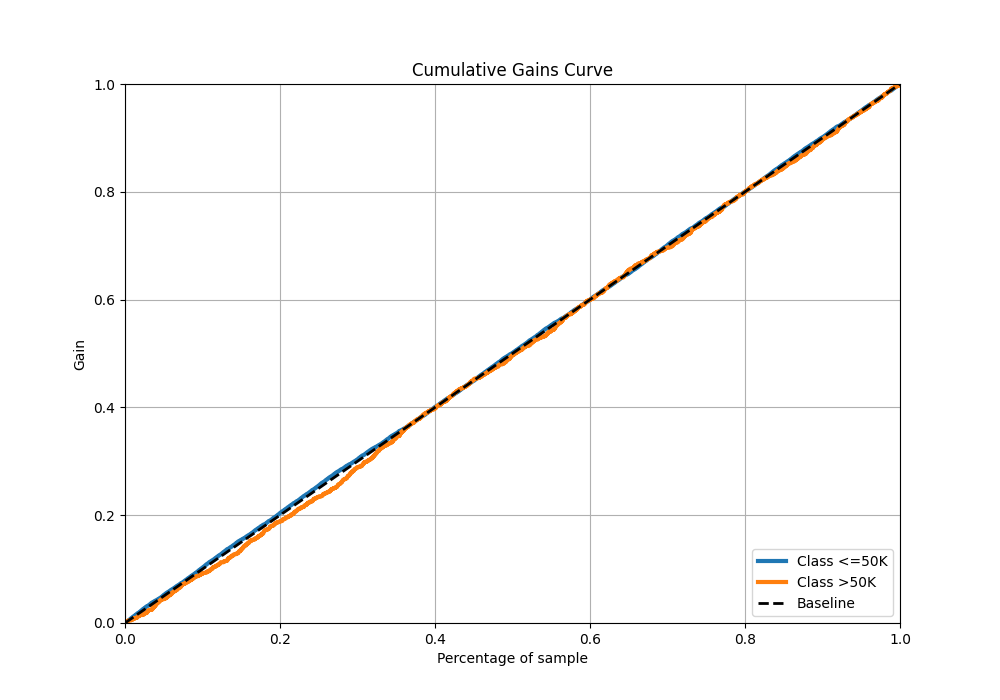 Cumulative Gains Curve
1.0
0.8
0.6
0.4
0.2
0.0
Gain
0.0 0.2 0.4 0.6 0.8 1.0
Percentage of sample
Class <=50K
Class >50K
Baseline